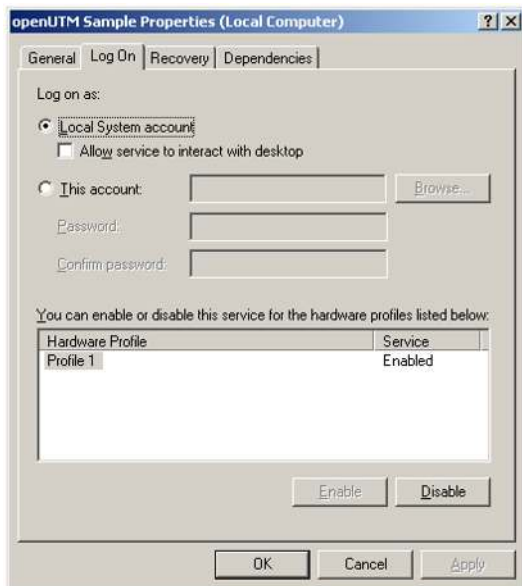 openUTM Sample Properties (Local Computer)
General Log On Recovery Dependencies
Log on as:
Local System account
Allow service to interact with desktop
This account: Browse...
Password:
Confirm password:
You can enable or disable this service for the hardware profiles listed below:
Hardware Profile Service
Profile 1 Enabled
Enable Disable
OK Cancel Apply